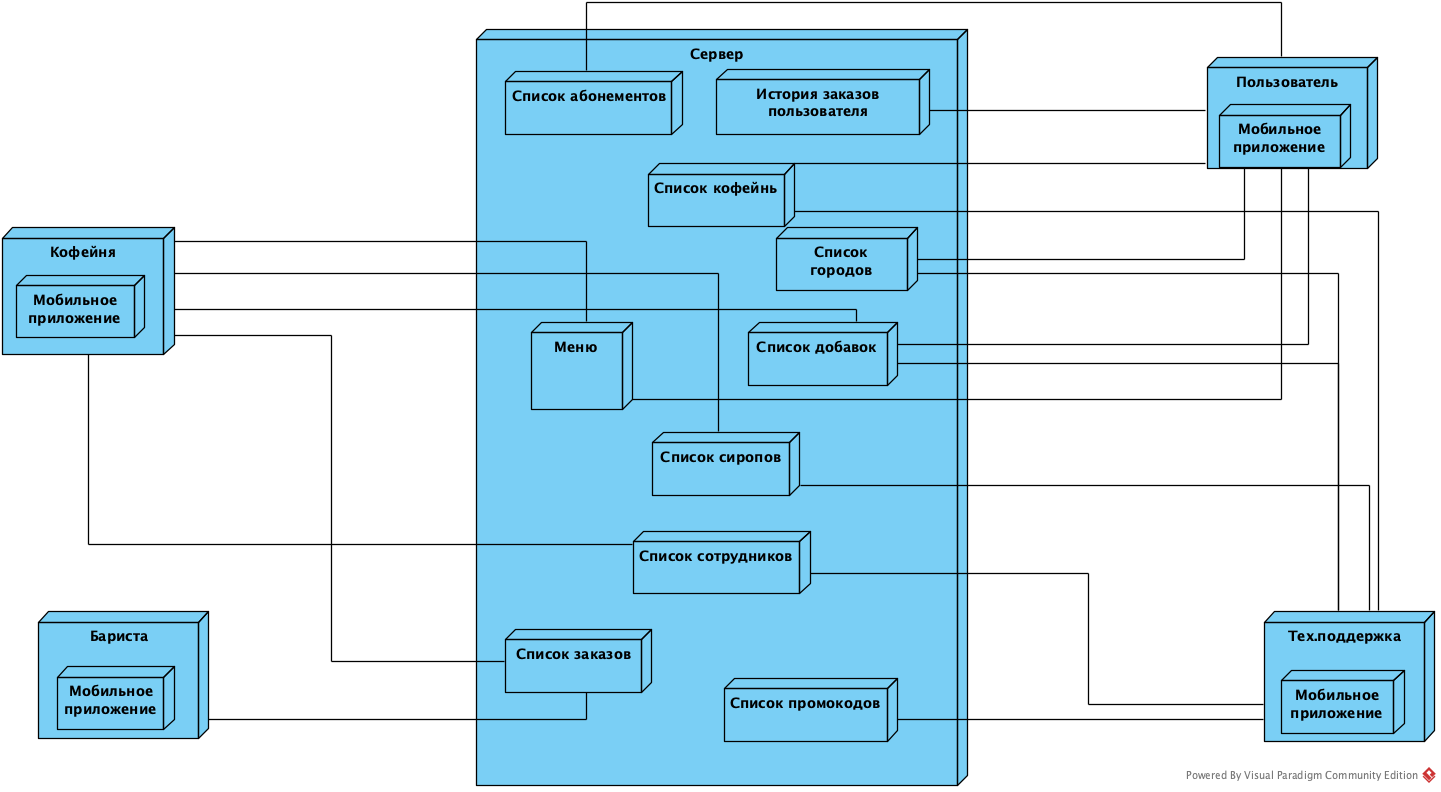 Сервер
Список абонементов
История заказов
пользователя
Пользователь
Мобильное
приложение
Список кофейнь
Кофейня
Мобильное
приложение
Список
городов
Меню
Список добавок
Список сиропов
Список сотрудников
Бариста
Мобильное
приложение
Список заказов
Тех.поддержка
Мобильное
приложение
Список промокодов
Powered By Visual Paradigm Community Edition